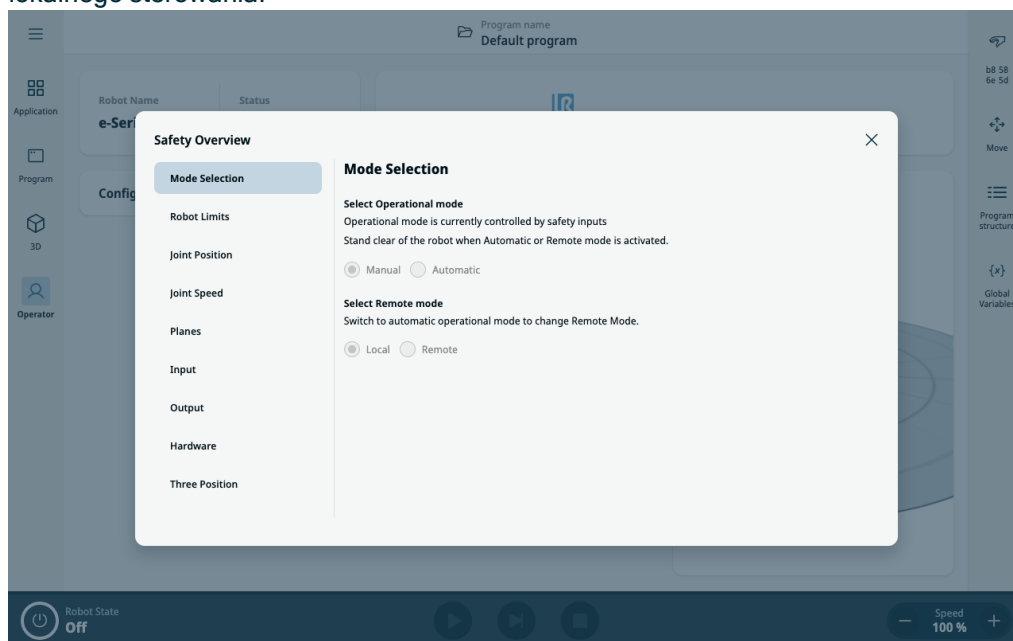 lokalnego sterowania.
Program name
Default program
b8 58
6e 5d
Application
Robot Name
Status
e-Seri
Move
Safety Overview
Mode Selection
Robot Limits
Joint Position
Joint Speed
Planes
Input
Output
Hardware
Three Position
Mode Selection
Select Operational mode
Operational mode is currently controlled by safety inputs
Stand clear of the robot when Automatic or Remote mode is activated.
Manual Automatic
Select Remote mode
Switch to automatic operational mode to change Remote Mode.
Local Remote
Program
Config
3D
Operator
Program
structure
{x}
Global
Variables
Robot State
Off
Speed
100 %